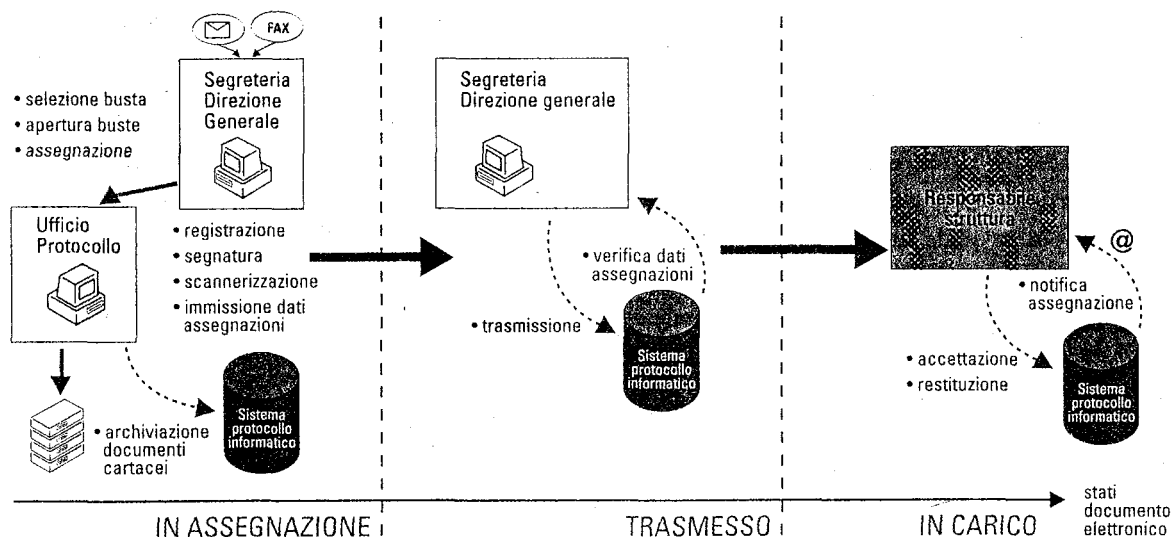 FAX
Segreteria
Direzione
Generale
• selezione busta
• apertura buste
• assegnazione
Ufficio
Protocollo
• registrazione
• segnatura
• scannerizzazione
• immissione dati
assegnazioni
Sistema
protocollo
informatico
• archiviazione
documenti
cartacei
IN ASSEGNAZIONE
Segreteria
Direzione generale
• verifica dati
assegnazioni
• trasmissione
Sistema
protocollo
informatico
TRASMESSO
Responsabile
struttura
@
• notifica
assegnazione
• accettazione
• restituzione
Sistema
protocollo
informatico
IN CARICO
stati
documento
elettronico